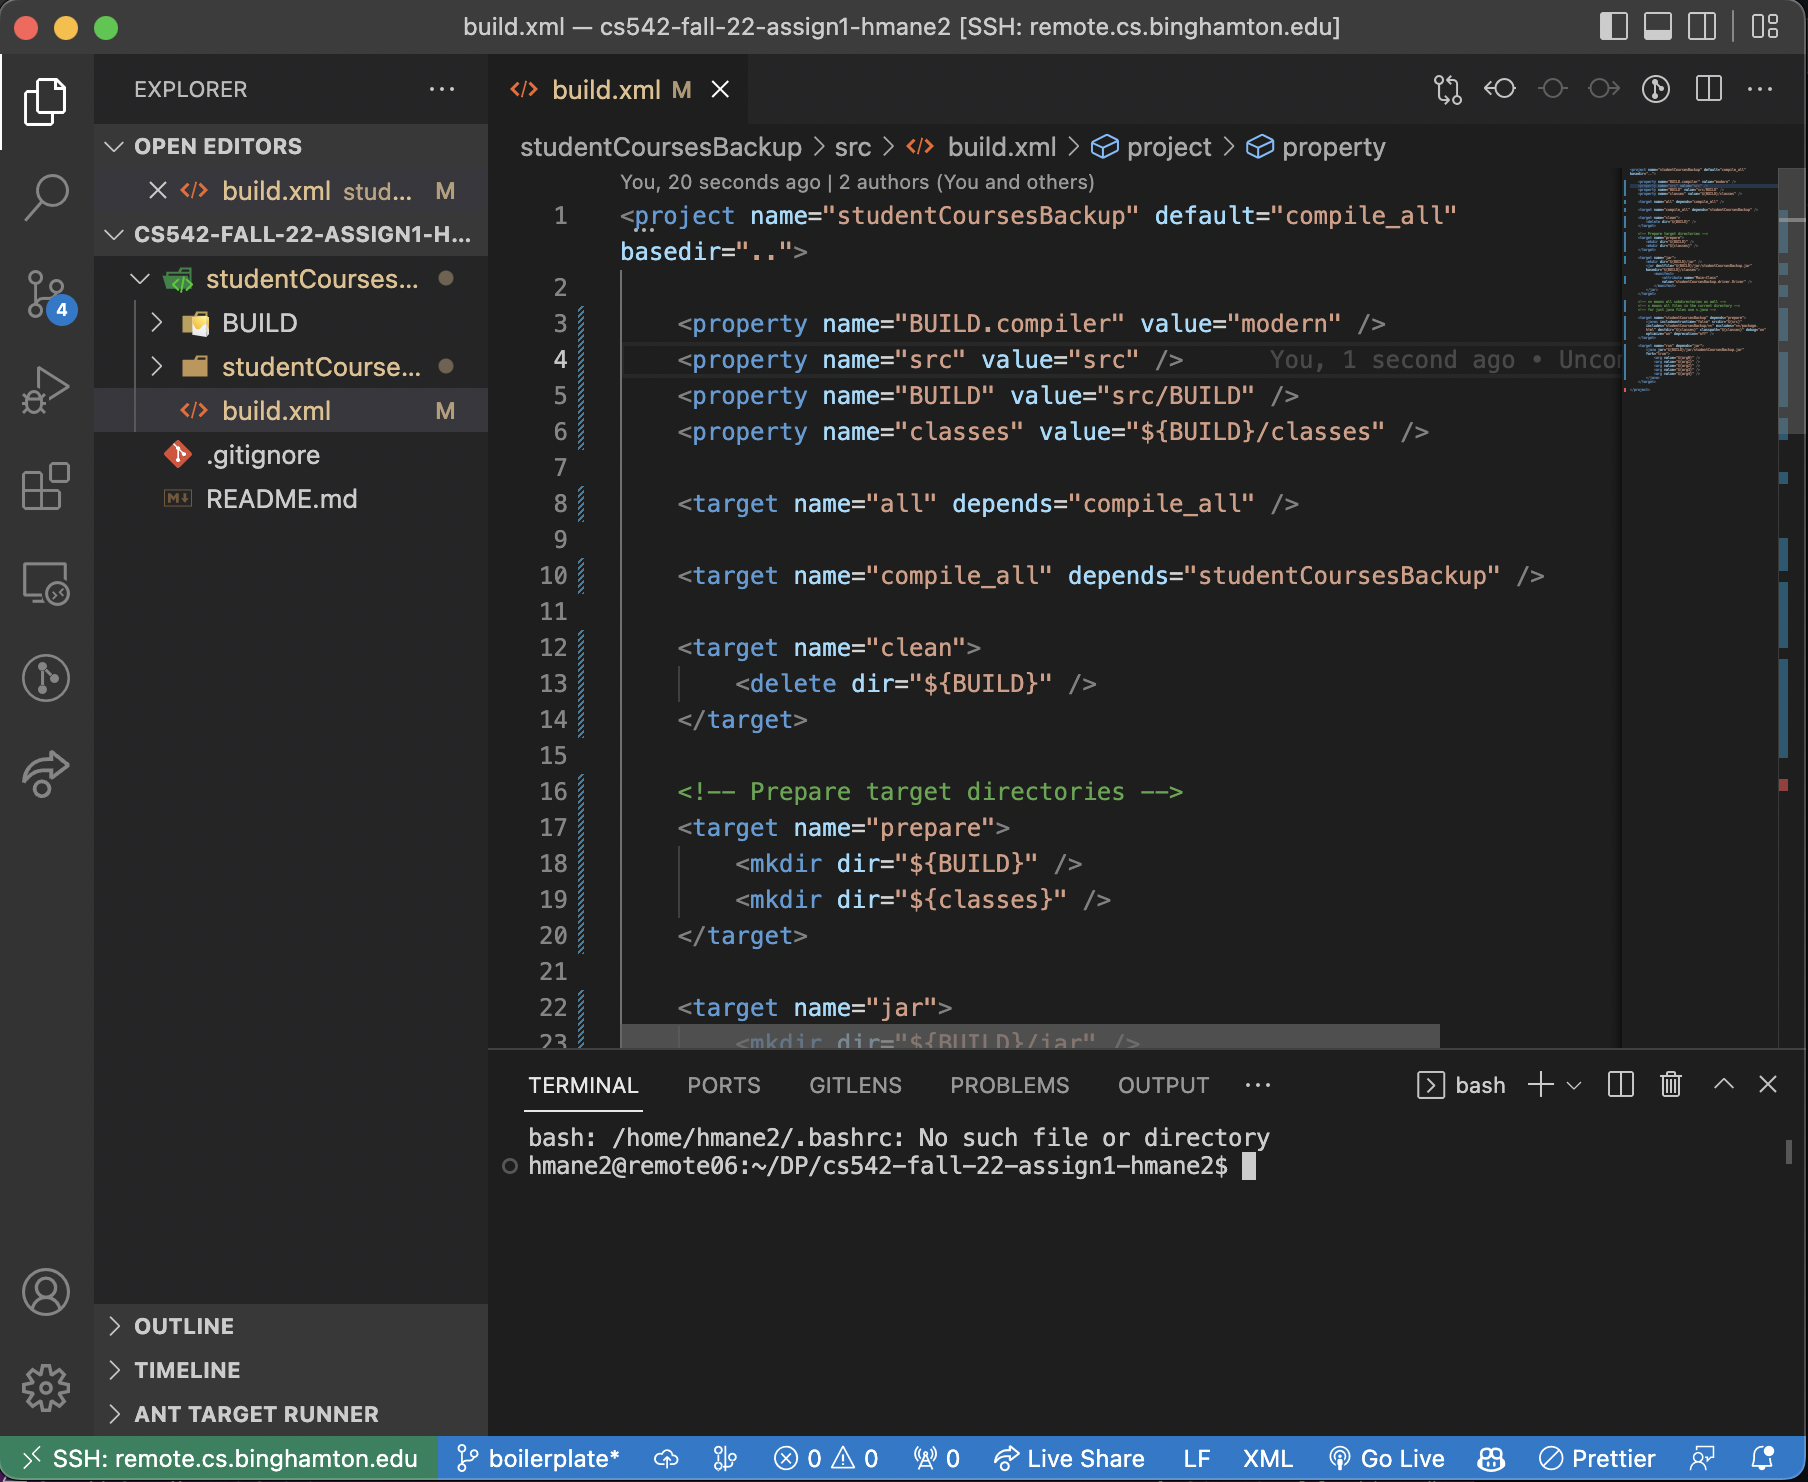 build.xml — cs542-fall-22-assign1-hmane2 [SSH: remote.cs.binghamton.edu]
EXPLORER
OPEN EDITORS
build.xml stud... M
CS542-FALL-22-ASSIGN1-H...
studentCourses...
BUILD
studentCourse...
build.xml M
.gitignore
README.md
4
OUTLINE
TIMELINE
ANT TARGET RUNNER
build.xml M
studentCoursesBackup > src > build.xml > project > property
You, 20 seconds ago | 2 authors (You and others)
1 <project name="studentCoursesBackup" default="compile_all"
basedir="..">
2
3 <property name="BUILD.compiler" value="modern" />
4 <property name="src" value="src" /> You, 1 second ago • Uncor
5 <property name="BUILD" value="src/BUILD" />
6 <property name="classes" value="${BUILD}/classes" />
7
8 <target name="all" depends="compile_all" />
9
10 <target name="compile_all" depends="studentCoursesBackup" />
11
12 <target name="clean">
13 <delete dir="${BUILD}" />
14 </target>
15
16 <!-- Prepare target directories -->
17 <target name="prepare">
18 <mkdir dir="${BUILD}" />
19 <mkdir dir="${classes}" />
20 </target>
21
22 <target name="jar">
23 <mkdir dir="${BUILD}/jar" />
TERMINAL PORTS GITLENS PROBLEMS OUTPUT ··· bash
bash: /home/hmane2/.bashrc: No such file or directory
hmane2@remote06:~/DP/cs542-fall-22-assign1-hmane2$
SSH: remote.cs.binghamton.edu boilerplate* 0 0 0 Live Share LF XML Go Live Prettier